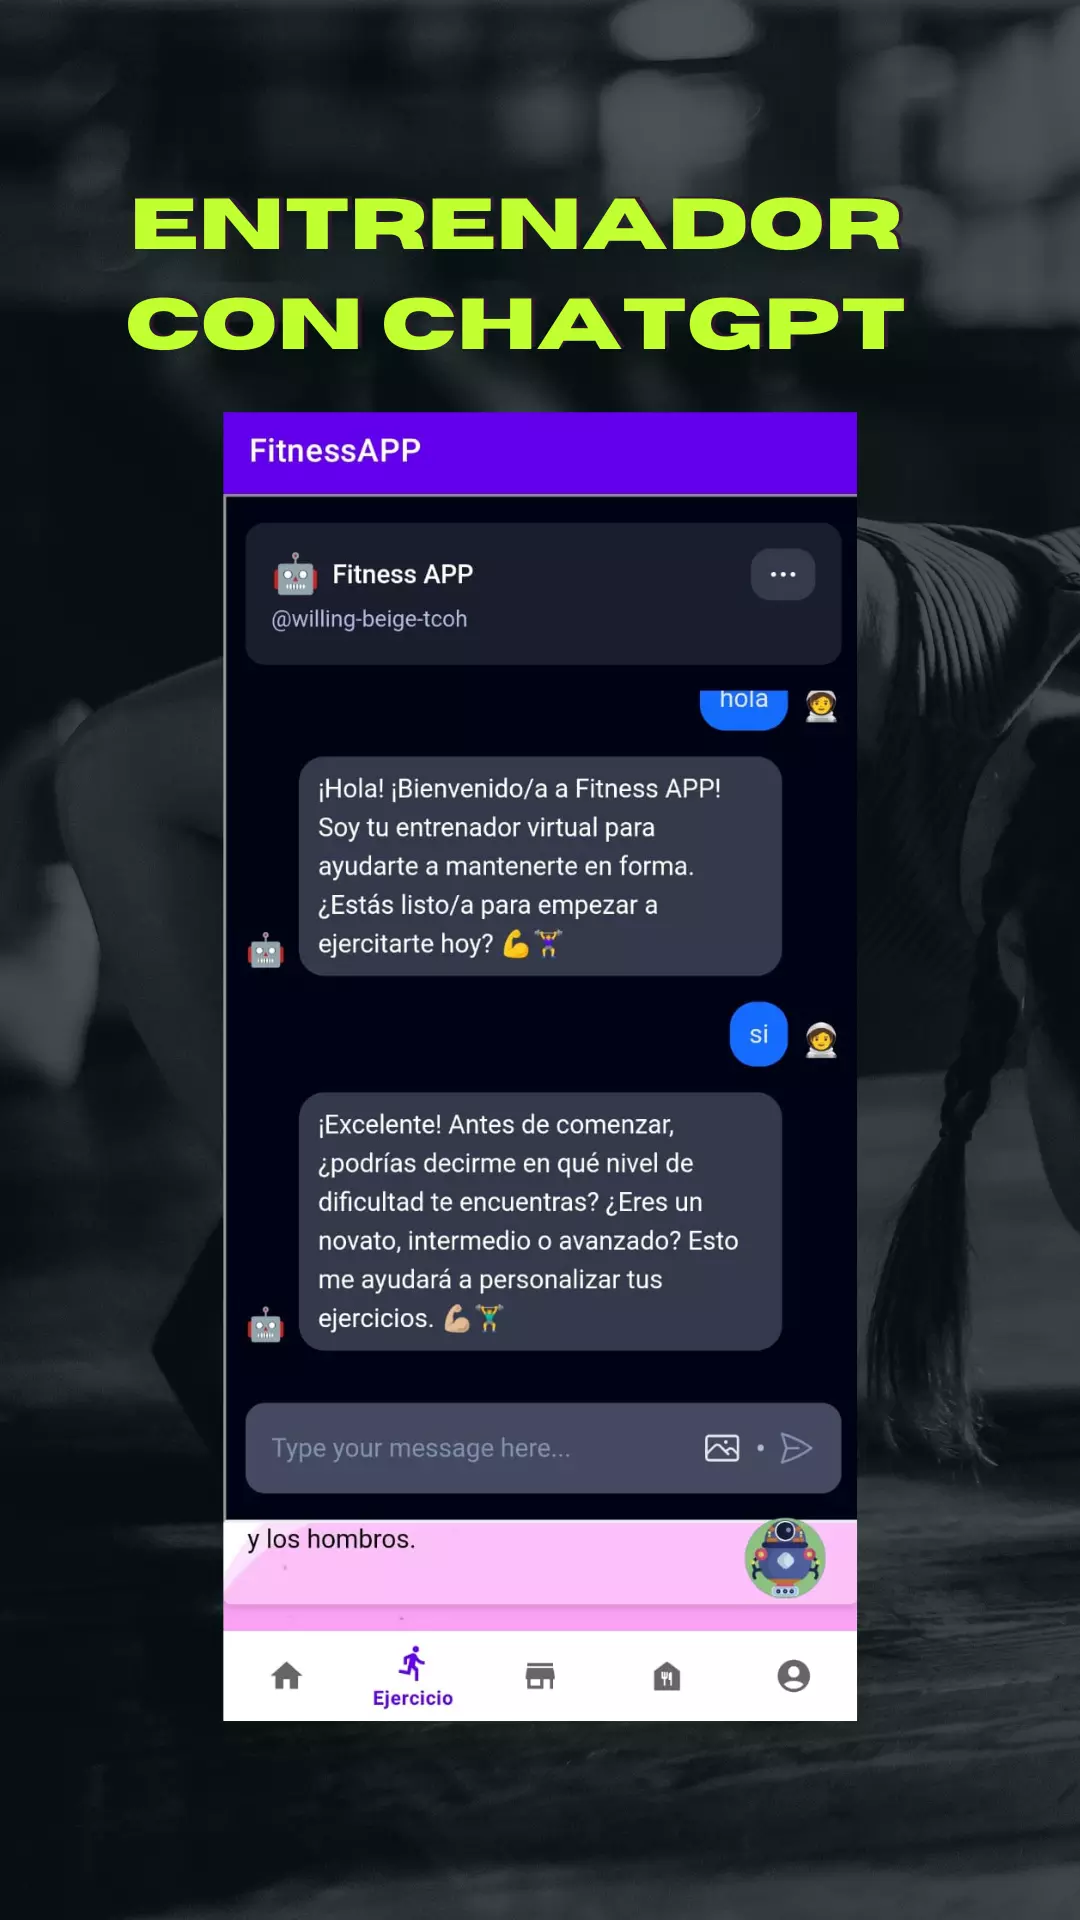 ENTRENADOR
CON CHATGPT
FitnessAPP
Fitness APP
@willing-beige-tcoh
hola
¡Hola! ¡Bienvenido/a a Fitness APP!
Soy tu entrenador virtual para
ayudarte a mantenerte en forma.
¿Estás listo/a para empezar a
ejercitarte hoy? 💪🏋️‍♀️
si
¡Excelente! Antes de comenzar,
¿podrías decirme en qué nivel de
dificultad te encuentras? ¿Eres un
novato, intermedio o avanzado? Esto
me ayudará a personalizar tus
ejercicios. 💪🏼🏋️‍♂️
Type your message here...
y los hombros.
Ejercicio